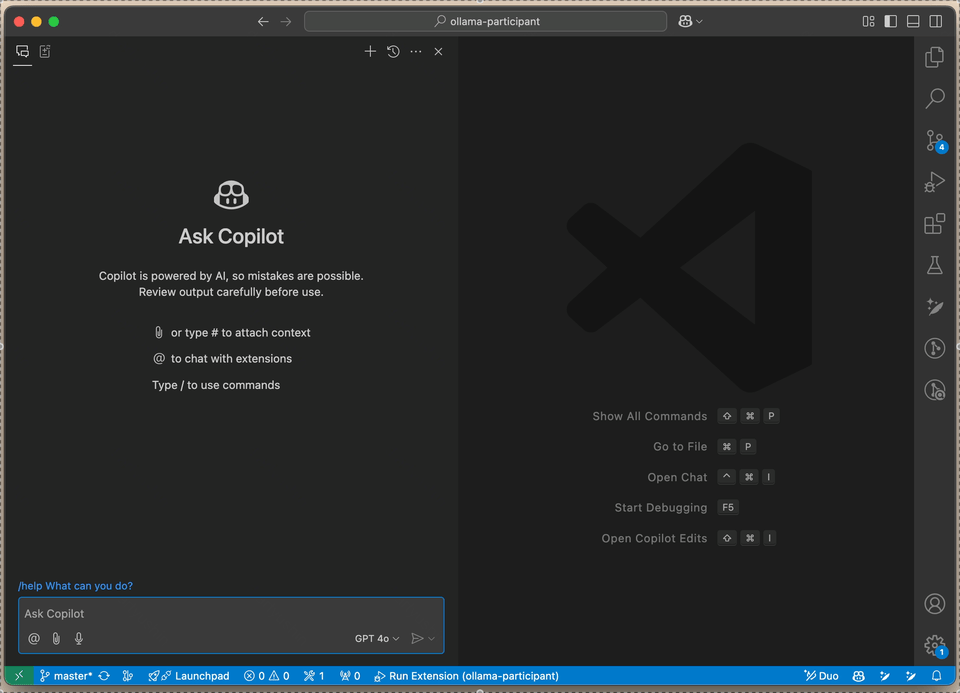 ollama-participant
Ask Copilot
Copilot is powered by AI, so mistakes are possible.
Review output carefully before use.
or type # to attach context
@ to chat with extensions
Type / to use commands
/help What can you do?
Ask Copilot
@
GPT 4o
Show All Commands ⇧ ⌘ P
Go to File ⌘ P
Open Chat ^ ⌘ I
Start Debugging F5
Open Copilot Edits ⇧ ⌘ I
4
1
master* Launchpad 0 0 1 0 Run Extension (ollama-participant) Duo